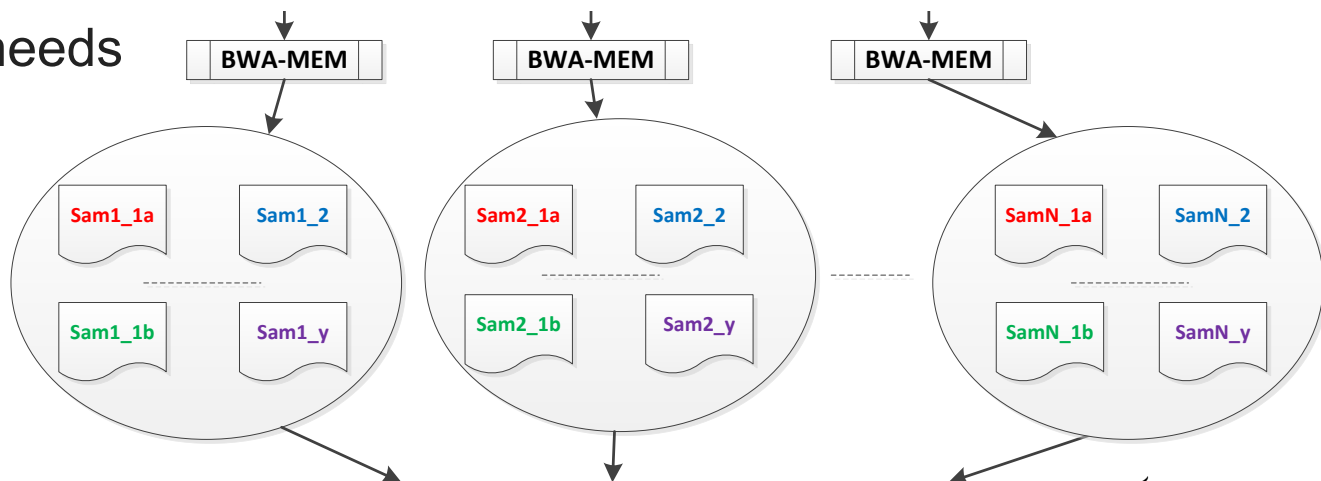 needs
BWA-MEM BWA-MEM BWA-MEM
Sam1_1a Sam1_2 Sam2_1a Sam2_2 SamN_1a SamN_2
Sam1_1b Sam1_y Sam2_1b Sam2_y SamN_1b SamN_y